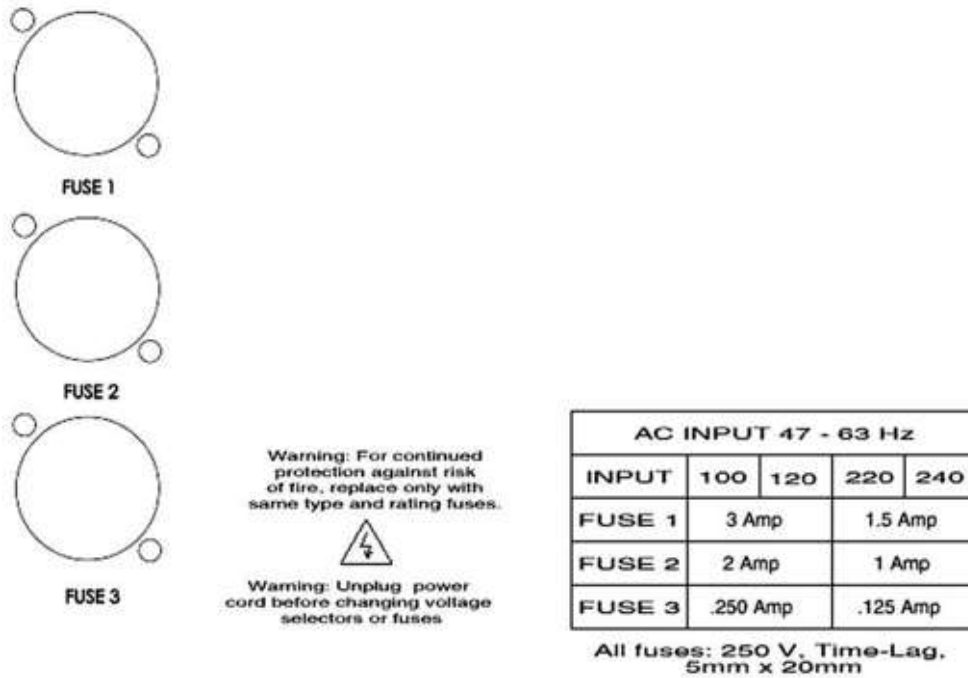 FUSE 1
FUSE 2
FUSE 3
Warning: For continued
protection against risk
of fire, replace only with
same type and rating fuses.
Warning: Unplug power
cord before changing voltage
selectors or fuses
AC INPUT 47 - 63 Hz
INPUT 100 120 220 240
FUSE 1 3 Amp 1.5 Amp
FUSE 2 2 Amp 1 Amp
FUSE 3 .250 Amp .125 Amp
All fuses: 250 V, Time-Lag,
5mm x 20mm